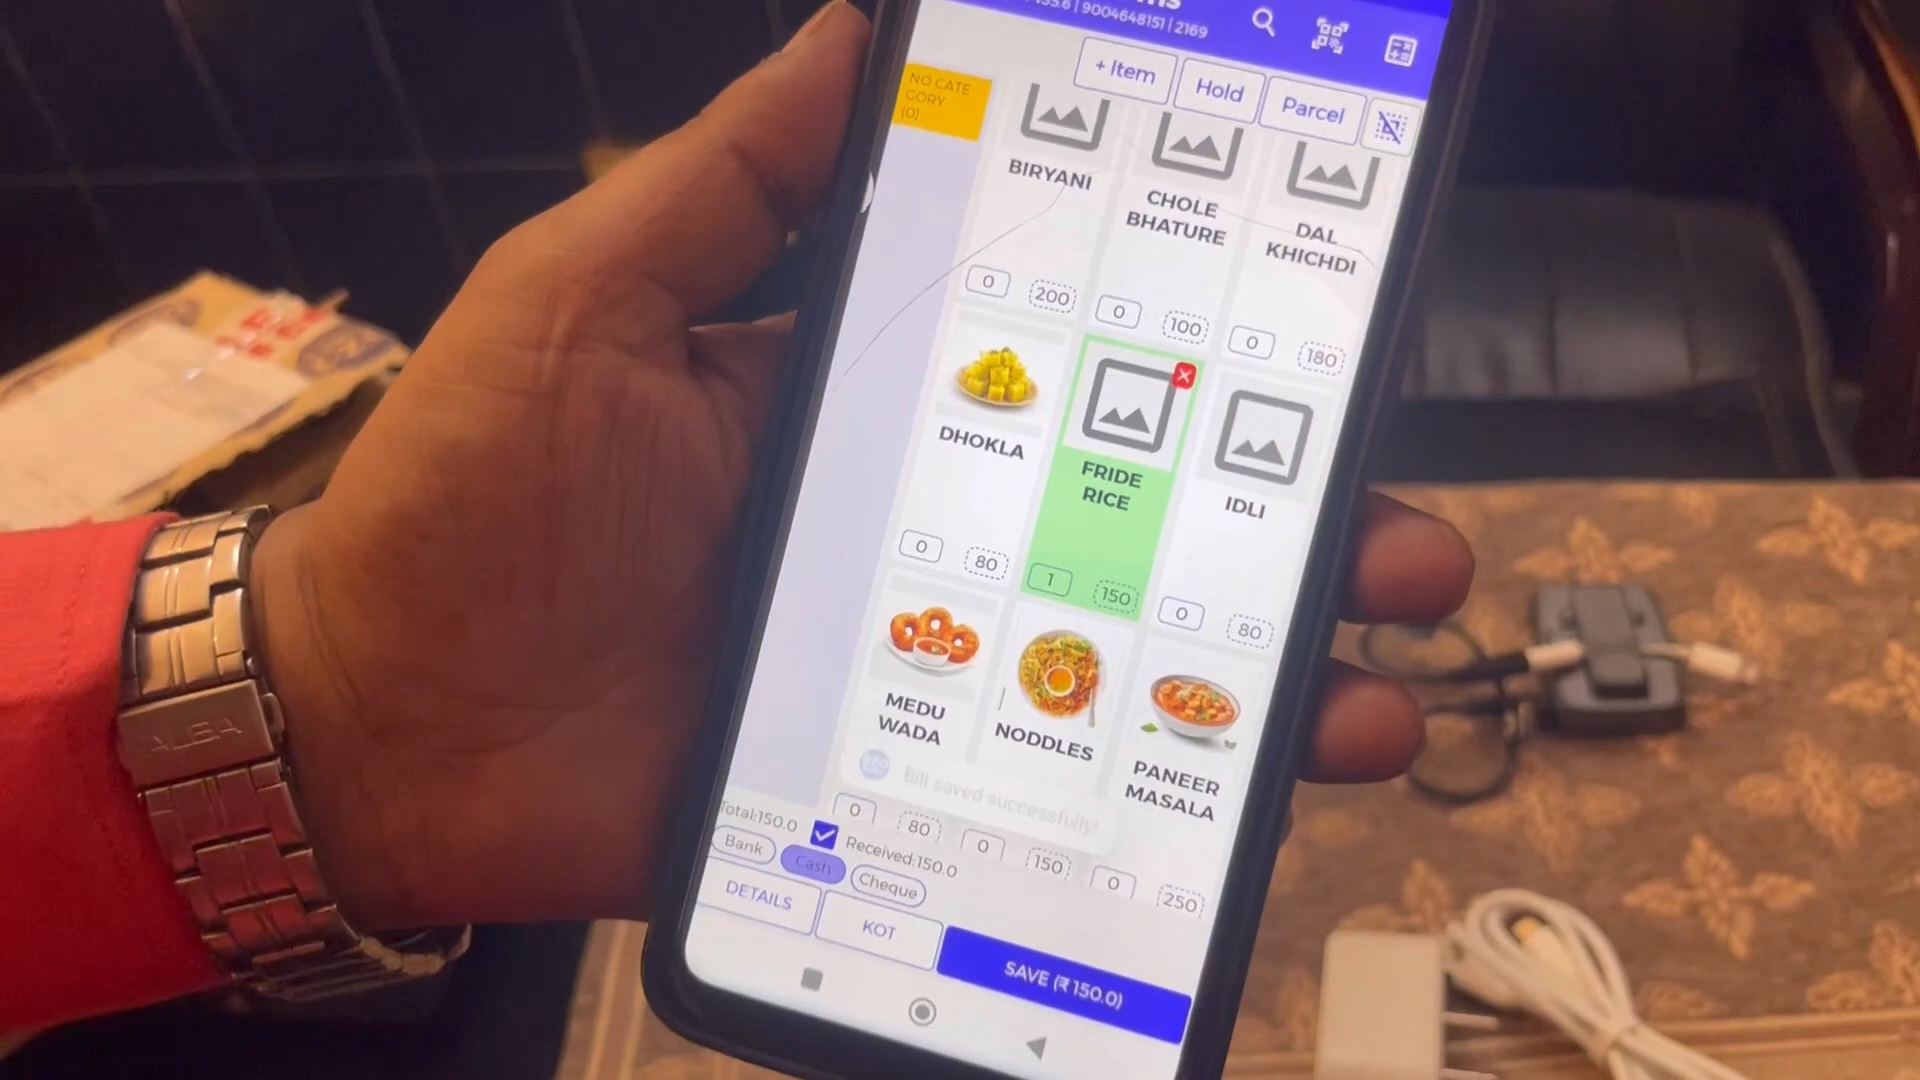 9004648151 | 2169
+ Item
Hold
Parcel
NO CATE
GORY
(0)
BIRYANI
CHOLE
BHATURE
DAL
KHICHDI
0
200
0
100
0
180
DHOKLA
FRIDE
RICE
IDLI
0
80
1
150
0
80
MEDU
WADA
NODDLES
PANEER
MASALA
Bill saved successfully!
0
80
0
150
0
250
Total:150.0
Received:150.0
Bank
Cash
Cheque
DETAILS
KOT
SAVE (₹ 150.0)
ALBA